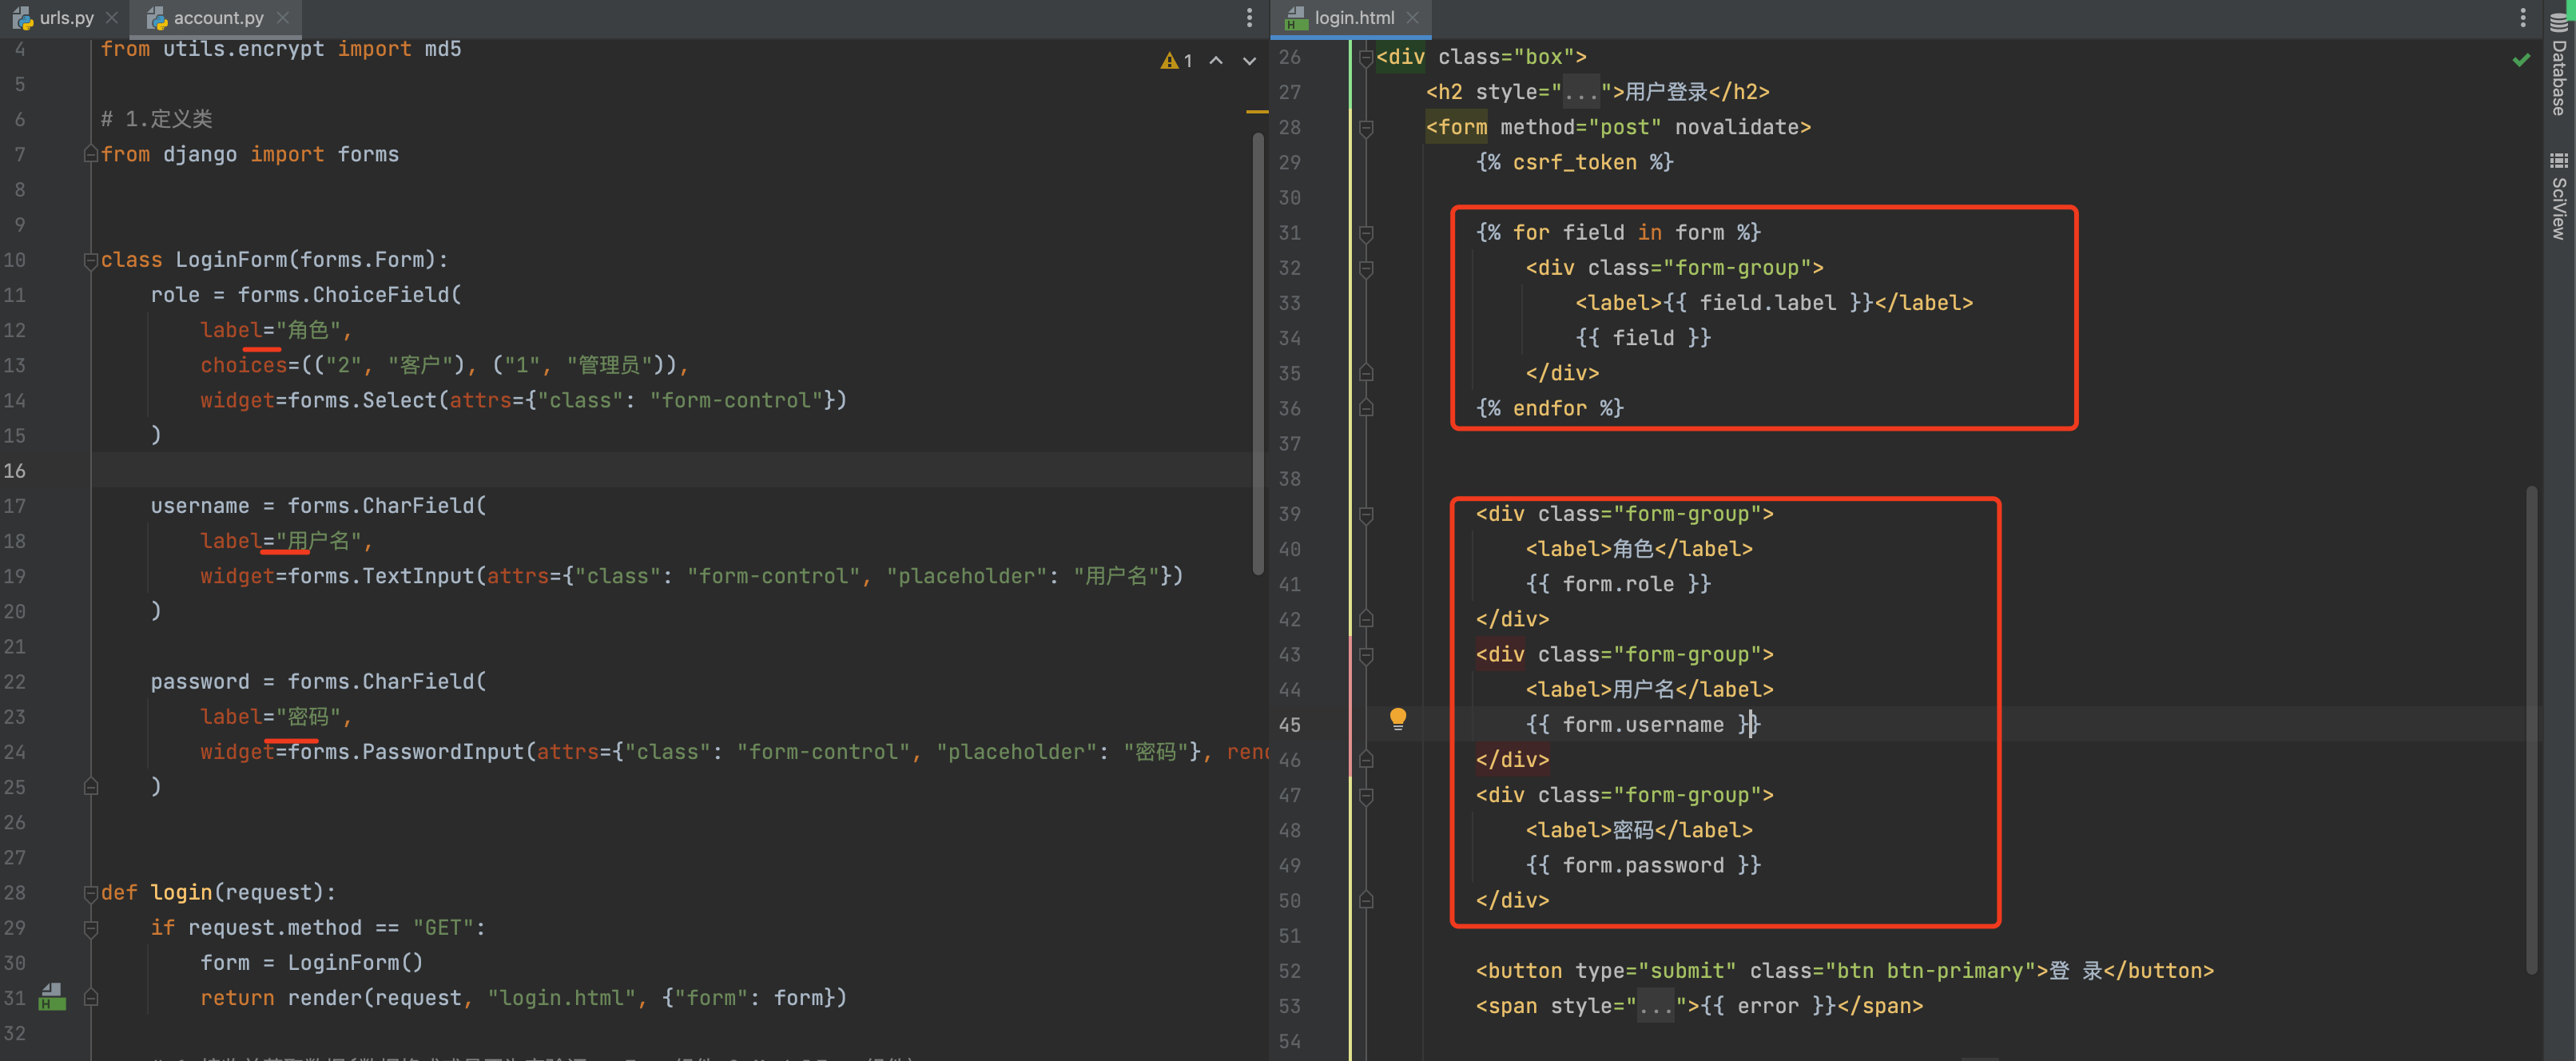 urls.py
account.py
4 from utils.encrypt import md5
1
5
6 # 1.定义类
7 from django import forms
8
9
10 class LoginForm(forms.Form):
11 role = forms.ChoiceField(
12 label="角色",
13 choices=(("2", "客户"), ("1", "管理员")),
14 widget=forms.Select(attrs={"class": "form-control"})
15 )
16
17 username = forms.CharField(
18 label="用户名",
19 widget=forms.TextInput(attrs={"class": "form-control", "placeholder": "用户名"})
20 )
21
22 password = forms.CharField(
23 label="密码",
24 widget=forms.PasswordInput(attrs={"class": "form-control", "placeholder": "密码"}, ren
25 )
26
27
28 def login(request):
29 if request.method == "GET":
30 form = LoginForm()
31 return render(request, "login.html", {"form": form})
32
login.html
26 <div class="box">
27 <h2 style="...">用户登录</h2>
28 <form method="post" novalidate>
29 {% csrf_token %}
30
31 {% for field in form %}
32 <div class="form-group">
33 <label>{{ field.label }}</label>
34 {{ field }}
35 </div>
36 {% endfor %}
37
38
39 <div class="form-group">
40 <label>角色</label>
41 {{ form.role }}
42 </div>
43 <div class="form-group">
44 <label>用户名</label>
45 {{ form.username }}
46 </div>
47 <div class="form-group">
48 <label>密码</label>
49 {{ form.password }}
50 </div>
51
52 <button type="submit" class="btn btn-primary">登 录</button>
53 <span style="...">{{ error }}</span>
54
Database
SciView